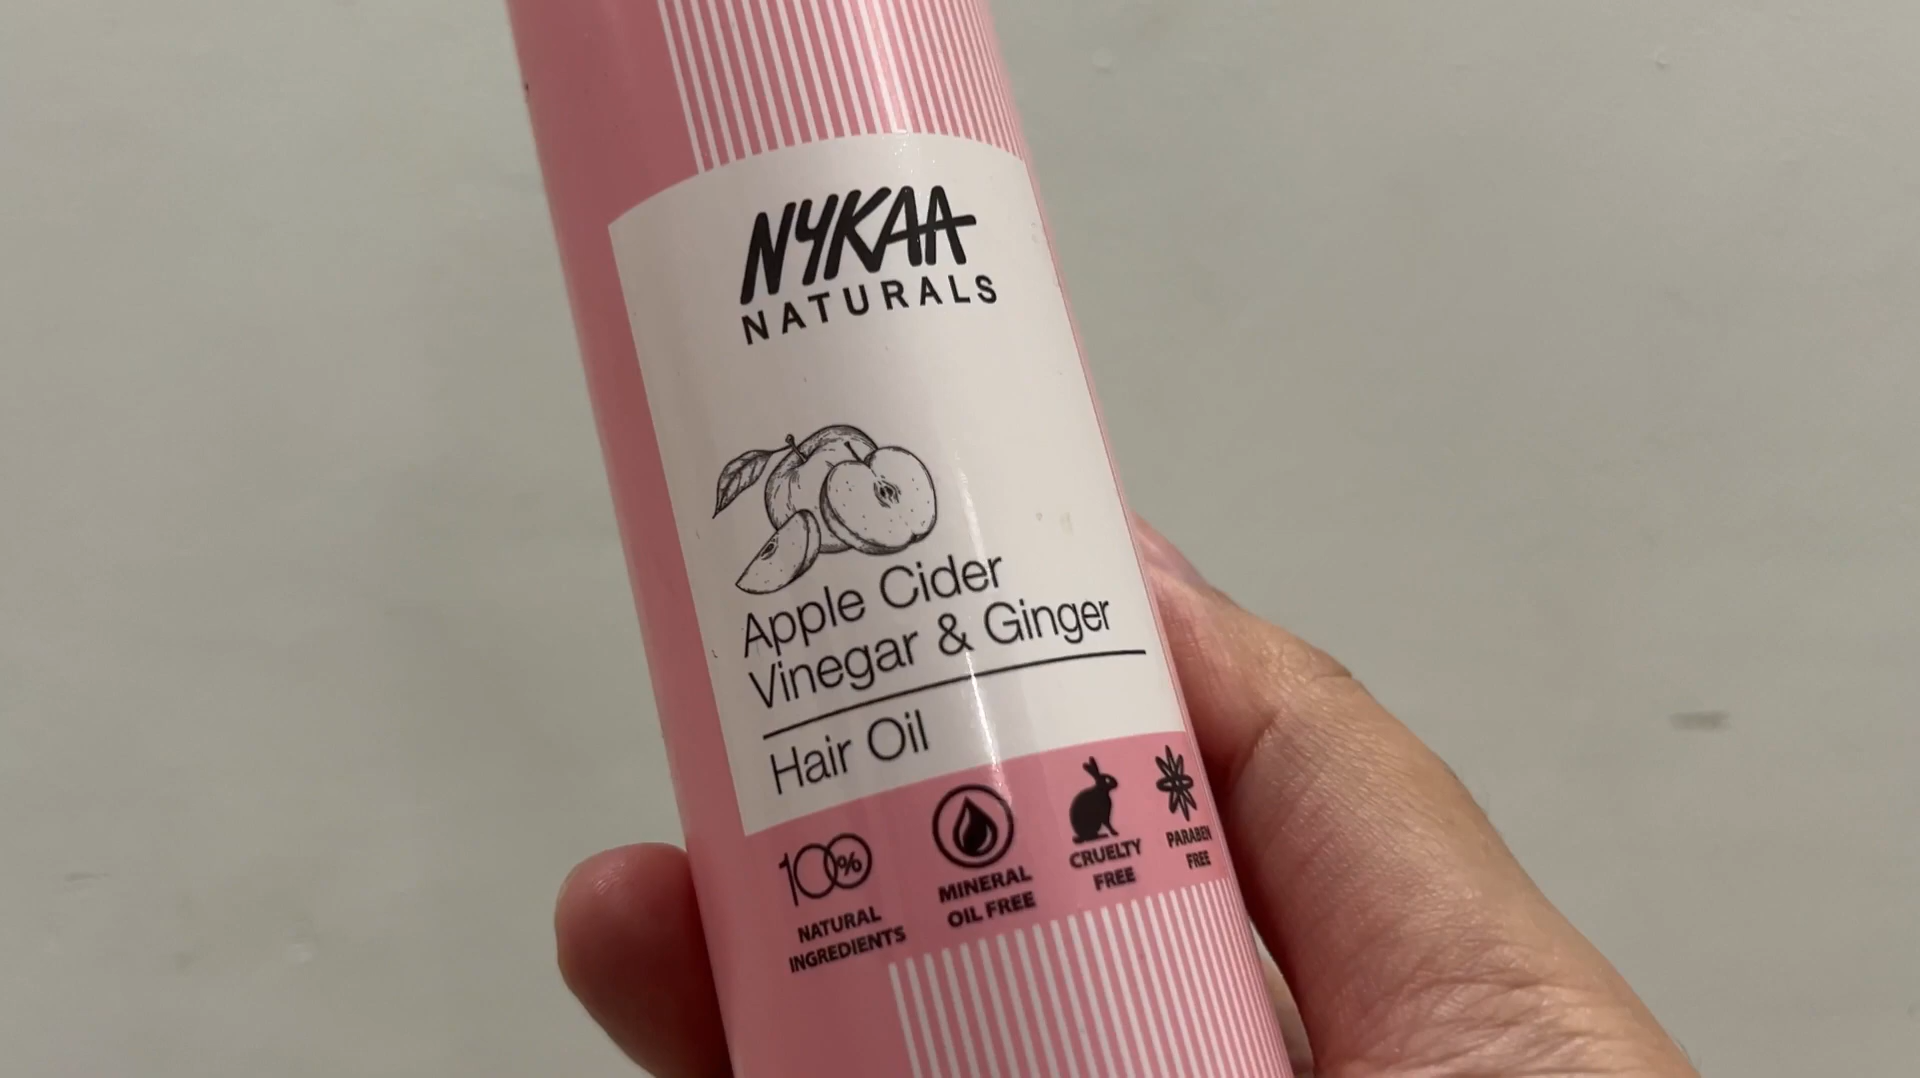 NYKAA
NATURALS
Apple Cider
Vinegar & Ginger
Hair Oil
100%
NATURAL
INGREDIENTS
MINERAL
OIL FREE
CRUELTY
FREE
PARABEN
FREE